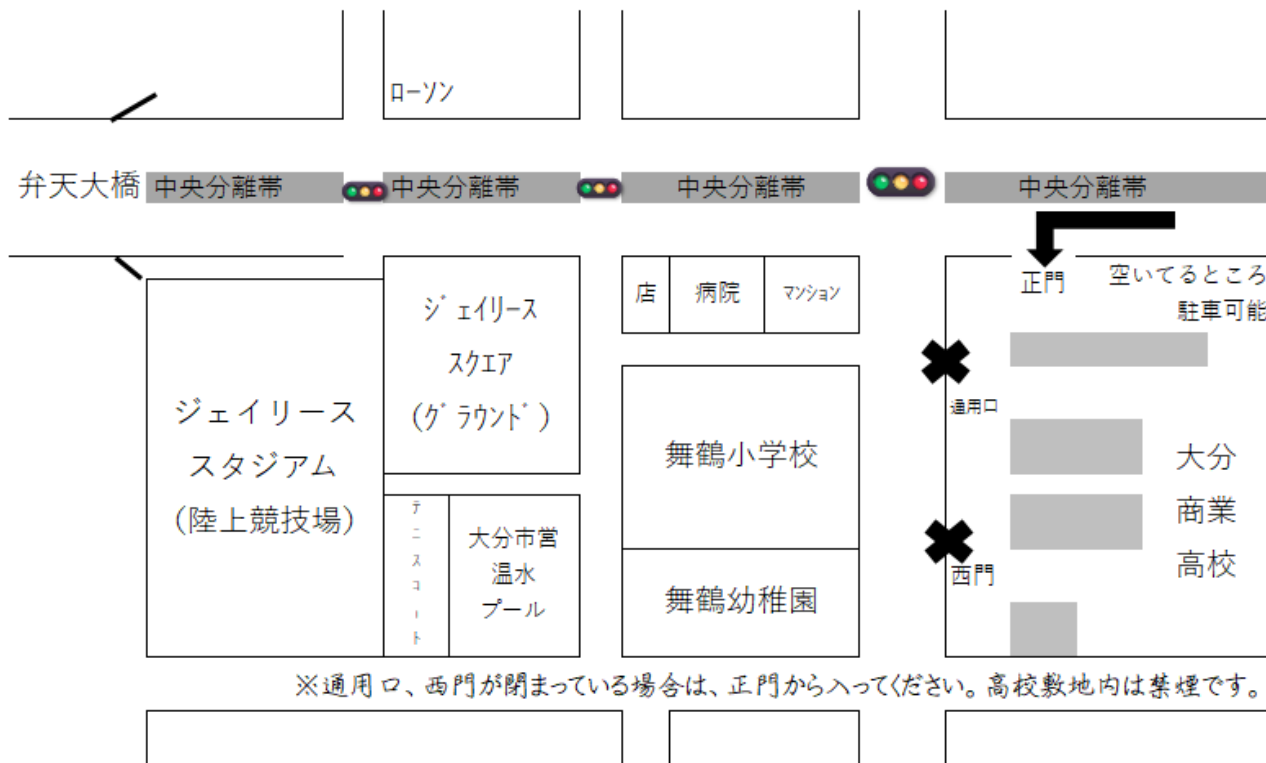 ローソン
弁天大橋
中央分離帯
中央分離帯
中央分離帯
中央分離帯
正門
空いてるところ
駐車可能
店
病院
マンション
ジェイリース
スクエア
(グラウンド)
ジェイリース
スタジアム
(陸上競技場)
通用口
舞鶴小学校
大分
商業
高校
テニスコート
大分市営
温水
プール
西門
舞鶴幼稚園
※通用口、西門が閉まっている場合は、正門から入ってください。高校敷地内は禁煙です。